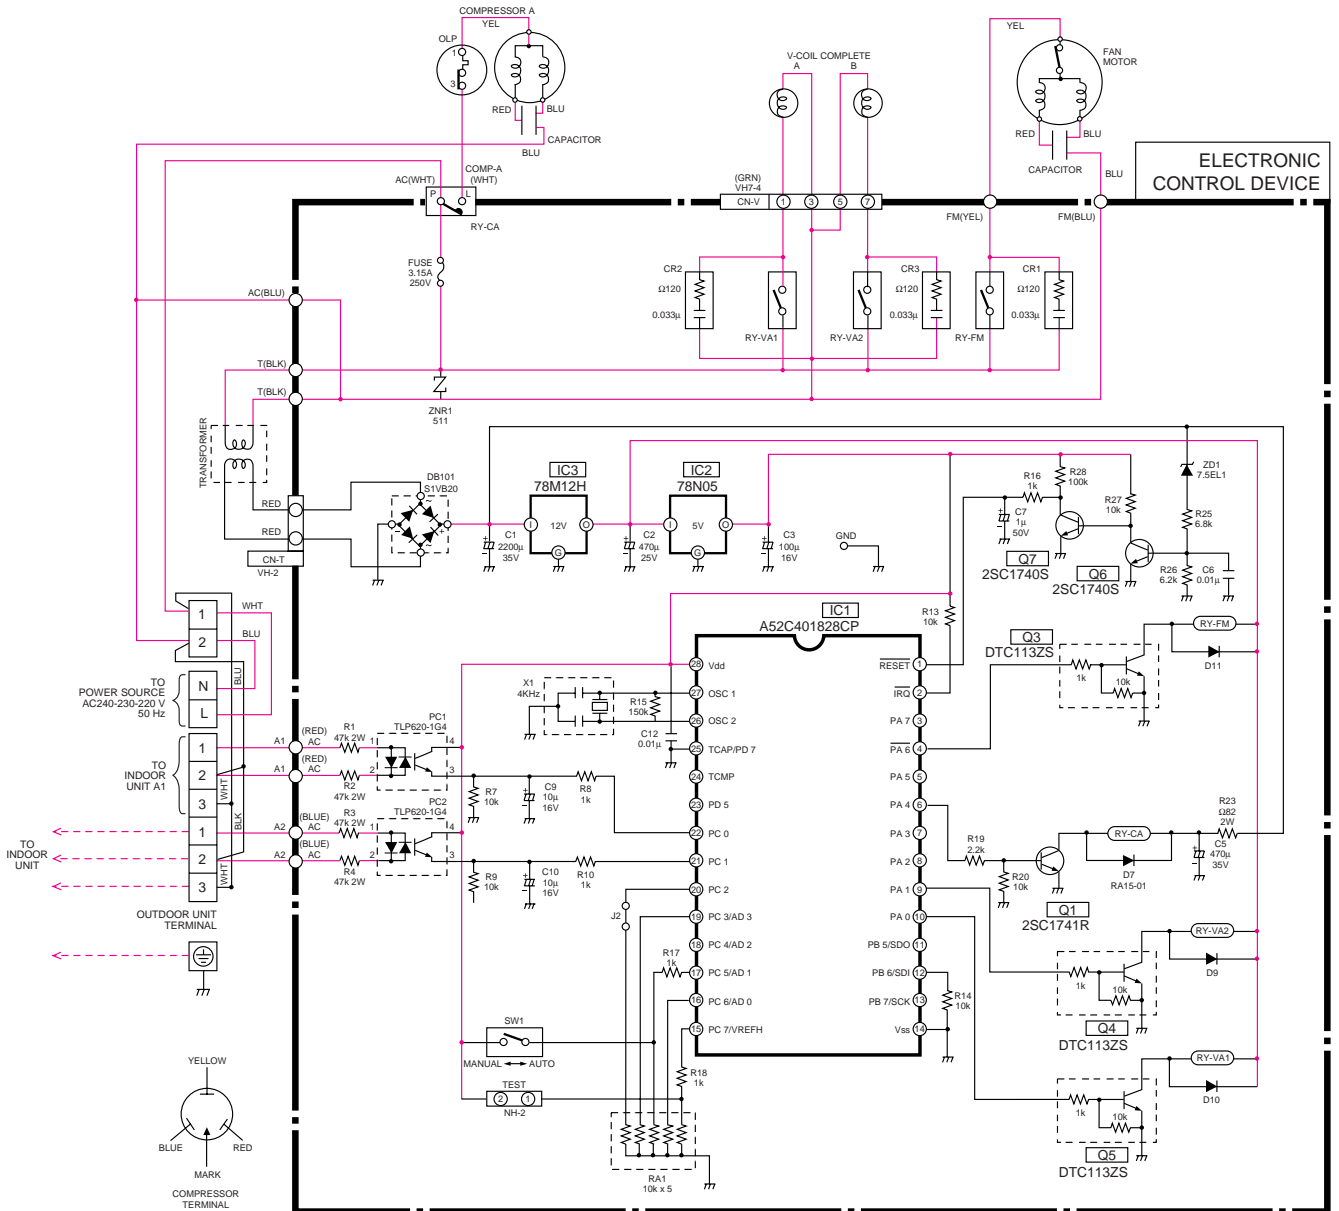 COMPRESSOR A
YEL
OLP
1
3
RED
BLU
CAPACITOR
BLU
V-COIL COMPLETE
A
B
YEL
FAN
MOTOR
RED
BLU
CAPACITOR
BLU
ELECTRONIC
CONTROL DEVICE
AC(WHT)
COMP-A
(WHT)
P
L
RY-CA
(GRN)
VH7-4
CN-V
1
3
5
7
FM(YEL)
FM(BLU)
FUSE
3.15A
250V
AC(BLU)
CR2
Ω120
0.033µ
RY-VA1
RY-VA2
CR3
Ω120
0.033µ
RY-FM
CR1
Ω120
0.033µ
T(BLK)
T(BLK)
ZNR1
511
TRANSFORMER
RED
RED
CN-T
VH-2
DB101
S1VB20
~
-
+
~
C1
2200µ
35V
IC3
78M12H
I
12V
O
G
C2
470µ
25V
IC2
78N05
I
5V
O
G
C3
100µ
16V
GND
R16
1k
C7
1µ
50V
R28
100k
R27
10k
ZD1
7.5EL1
R25
6.8k
R26
6.2k
C6
0.01µ
Q7
2SC1740S
Q6
2SC1740S
1
WHT
2
BLU
BLU
TO
POWER SOURCE
AC240-230-220 V
50 Hz
N
L
TO
INDOOR
UNIT A1
1
2
3
WHT
BLK
TO
INDOOR
UNIT
1
2
3
WHT
OUTDOOR UNIT
TERMINAL
A1
(RED)
AC
A1
(RED)
AC
A2
(BLUE)
AC
A2
(BLUE)
AC
R1
47k 2W
R2
47k 2W
R3
47k 2W
R4
47k 2W
PC1
TLP620-1G4
1
2
4
3
PC2
TLP620-1G4
1
2
4
3
R7
10k
C9
10µ
16V
R8
1k
R9
10k
C10
10µ
16V
R10
1k
X1
4KHz
R15
150k
C12
0.01µ
IC1
A52C401828CP
28 Vdd
27 OSC 1
26 OSC 2
25 TCAP/PD 7
24 TCMP
23 PD 5
22 PC 0
21 PC 1
20 PC 2
19 PC 3/AD 3
18 PC 4/AD 2
17 PC 5/AD 1
16 PC 6/AD 0
15 PC 7/VREFH
RESET 1
IRQ 2
PA 7 3
PA 6 4
PA 5 5
PA 4 6
PA 3 7
PA 2 8
PA 1 9
PA 0 10
PB 5/SDO 11
PB 6/SDI 12
PB 7/SCK 13
Vss 14
R13
10k
R14
10k
Q3
DTC113ZS
1k
10k
RY-FM
D11
R19
2.2k
R20
10k
Q1
2SC1741R
RY-CA
D7
RA15-01
C5
470µ
35V
R23
Ω82
2W
Q4
DTC113ZS
1k
10k
RY-VA2
D9
Q5
DTC113ZS
1k
10k
RY-VA1
D10
J2
R17
1k
R18
1k
SW1
MANUAL
AUTO
TEST
2
1
NH-2
RA1
10k x 5
YELLOW
BLUE
RED
MARK
COMPRESSOR
TERMINAL